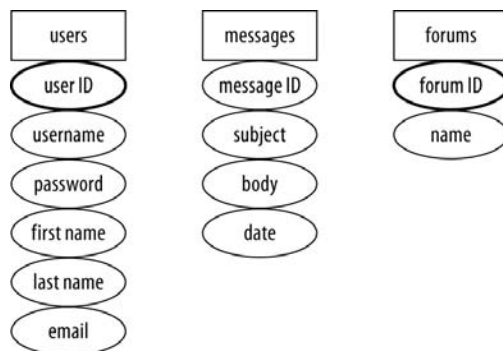 users
user ID
username
password
first name
last name
email
messages
message ID
subject
body
date
forums
forum ID
name